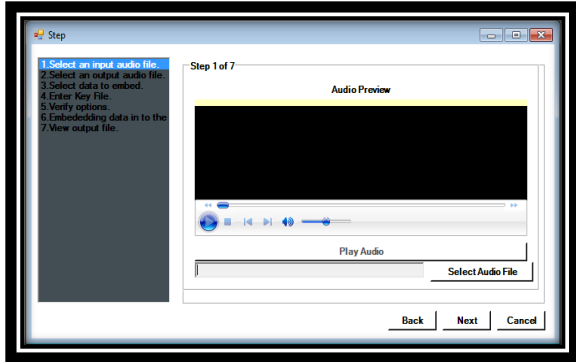 Step
1.Select an input audio file.
2.Select an output audio file.
3.Select data to embed.
4.Enter Key File.
5.Verify options.
6.Embededding data in to the
7.View output file.
Step 1 of 7
Audio Preview
Play Audio
Select Audio File
Back Next Cancel